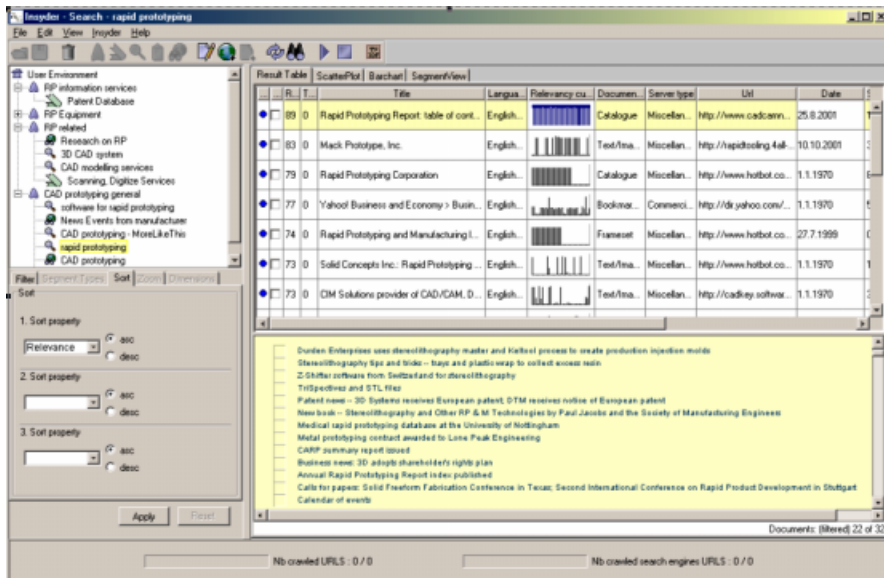 Insyder - Search - rapid prototyping
File Edit View Insyder Help
User Environment
RP information services
Patent Database
RP Equipment
RP related
Research on RP
3D CAD system
CAD modelling services
Scanning, Digitize Services
CAD prototyping general
software for rapid prototyping
News Events from manufacturer
CAD prototyping - MoreLikeThis
rapid prototyping
CAD prototyping
Filter Segment Types Sort Zoom Dimensions
Sort
1. Sort property
Relevance
asc
desc
2. Sort property
asc
desc
3. Sort property
asc
desc
Apply Reset
Result Table ScatterPlot Barchart SegmentView
... ... R... T... Title Langua... Relevancy cu... Documen... Server type Url Date
89 0 Rapid Prototyping Report: table of cont... English... Catalogue Miscellan... http://www.cadcamn... 25.8.2001
83 0 Mack Prototype, Inc. English... Text/Ima... Miscellan... http://rapidtooling.4all-... 10.10.2001
79 0 Rapid Prototyping Corporation English... Catalogue Miscellan... http://www.hotbot.co... 1.1.1970
77 0 Yahoo! Business and Economy > Busin... English... Bookmar... Commerci... http://dir.yahoo.com/... 1.1.1970
74 0 Rapid Prototyping and Manufacturing I... English... Frameset Miscellan... http://www.hotbot.co... 27.7.1999
73 0 Solid Concepts Inc.: Rapid Prototyping ... English... Text/Ima... Miscellan... http://www.hotbot.co... 1.1.1970
73 0 CIM Solutions provider of CAD/CAM, D... English... Text/Ima... Miscellan... http://cadkey.softwar... 1.1.1970
Durden Enterprises uses stereolithography master and Keltool process to create production injection molds
Stereolithography tips and tricks – trays and plastic wrap to collect excess resin
Z-Shifter software from Switzerland for stereolithography
TriSpectives and STL files
Patent news – 3D Systems receives European patent; DTM receives notice of European patent
New book – Stereolithography and Other RP & M Technologies by Paul Jacobs and the Society of Manufacturing Engineers
Medical rapid prototyping database at the University of Nottingham
Metal prototyping contract awarded to Lone Peak Engineering
CARP summary report issued
Business news: 3D adopts shareholder's rights plan
Annual Rapid Prototyping Report index published
Calls for papers: Solid Freeform Fabrication Conference in Texas; Second International Conference on Rapid Product Development in Stuttgart
Calendar of events
Documents: (filtered) 22 of 32
Nb crawled URLS : 0 / 0 Nb crawled search engines URLS : 0 / 0